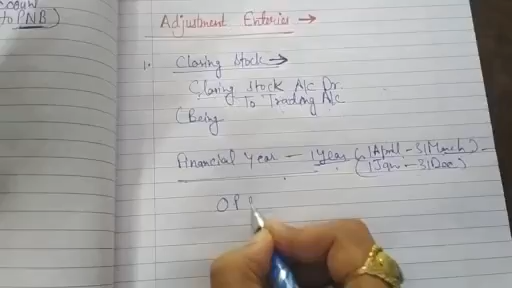 to PNB)
Adjustment Enteries →
1. Closing Stock →
Closing Stock A/c Dr.
To Trading A/c
(Being
Financial Year – 1 Year (1 April – 31 March) –
(1 Jan – 31 Dec)
OP